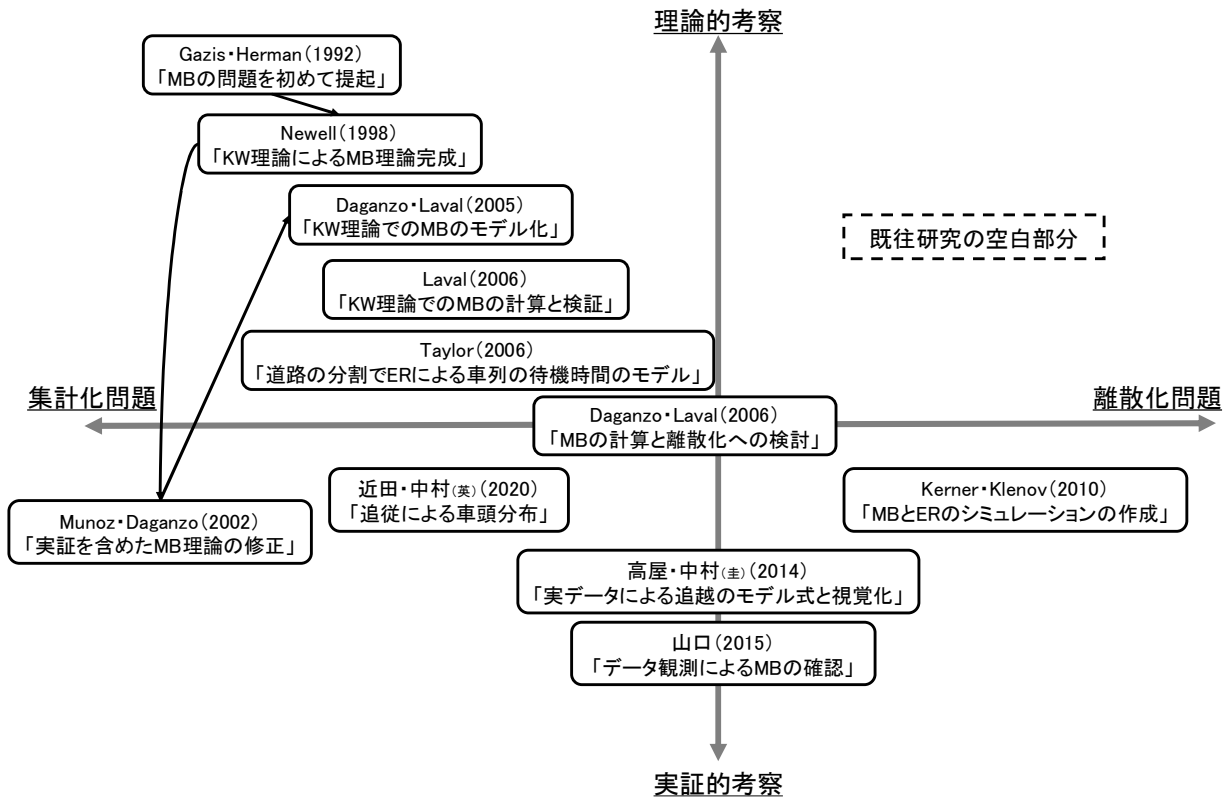 理論的考察
Gazis・Herman（1992）
「MBの問題を初めて提起」
Newell（1998）
「KW理論によるMB理論完成」
Daganzo・Laval（2005）
「KW理論でのMBのモデル化」
既往研究の空白部分
Laval（2006）
「KW理論でのMBの計算と検証」
Taylor（2006）
「道路の分割でERによる車列の待機時間のモデル」
集計化問題
離散化問題
Daganzo・Laval（2006）
「MBの計算と離散化への検討」
近田・中村（英）（2020）
「追従による車頭分布」
Kerner・Klenov（2010）
「MBとERのシミュレーションの作成」
Munoz・Daganzo（2002）
「実証を含めたMB理論の修正」
高屋・中村（圭）（2014）
「実データによる追越のモデル式と視覚化」
山口（2015）
「データ観測によるMBの確認」
実証的考察